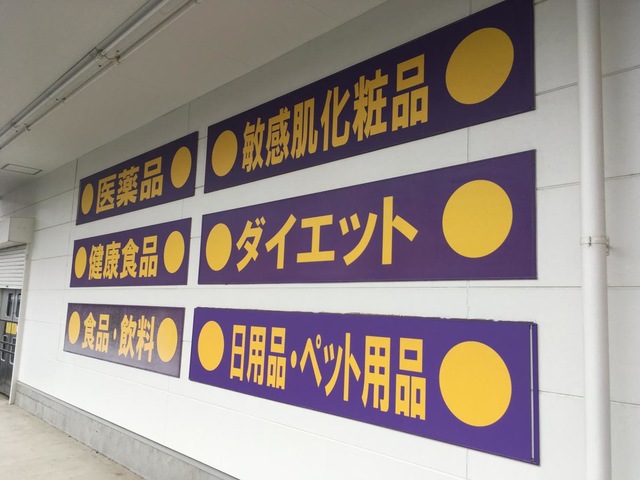 医薬品
敏感肌化粧品
健康食品
ダイエット
食品・飲料
日用品・ペット用品